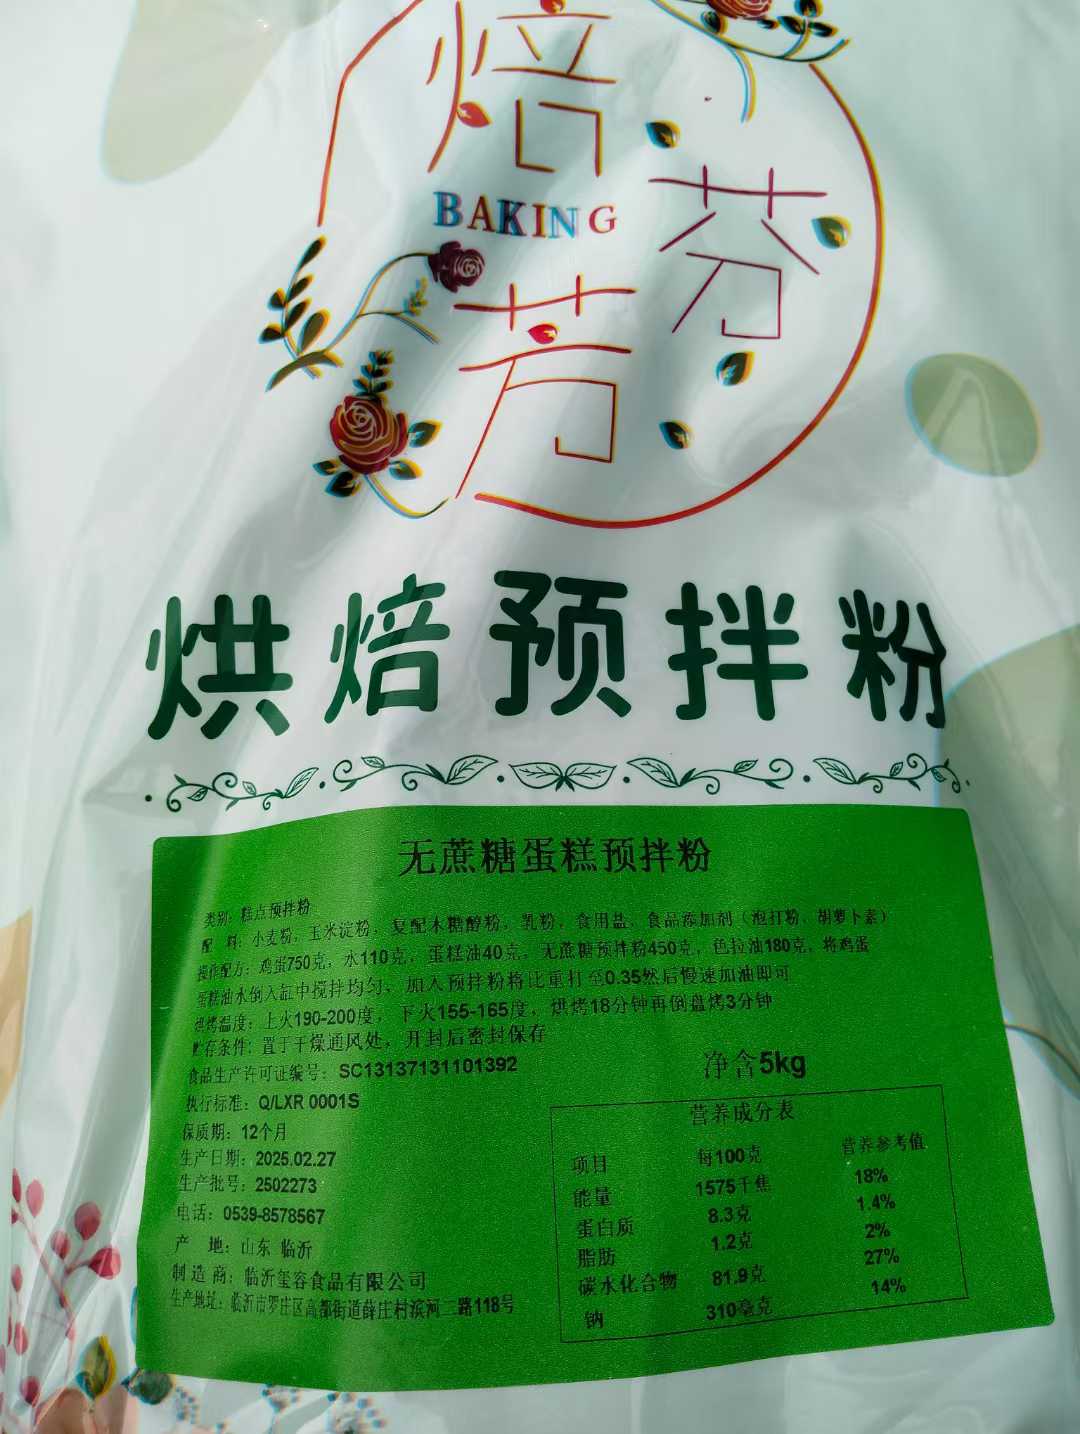 焙
BAKING
芬
芳
烘焙预拌粉
无蔗糖蛋糕预拌粉
类别：糕点预拌粉
配 料：小麦粉，玉米淀粉，复配木糖醇粉，乳粉，食用盐，食品添加剂（泡打粉，胡萝卜素）
操作配方：鸡蛋750克，水110克，蛋糕油40克，无蔗糖预拌粉450克，色拉油180克，将鸡蛋
蛋糕油水倒入缸中搅拌均匀，加入预拌粉将比重打至0.35然后慢速加油即可
烘烤温度：上火190-200度，下火155-165度，烘烤18分钟再倒盘烤3分钟
贮存条件：置于干燥通风处，开封后密封保存
食品生产许可证编号：SC13137131101392
净含5kg
执行标准：Q/LXR 0001S
保质期：12个月
生产日期：2025.02.27
生产批号：2502273
电话：0539-8578567
产 地：山东 临沂
制 造 商：临沂玺容食品有限公司
生产地址：临沂市罗庄区高都街道薛庄村滨河二路118号
营养成分表
项目 每100克 营养参考值
能量 1575千焦 18%
蛋白质 8.3克 1.4%
脂肪 1.2克 2%
碳水化合物 81.9克 27%
钠 310毫克 14%